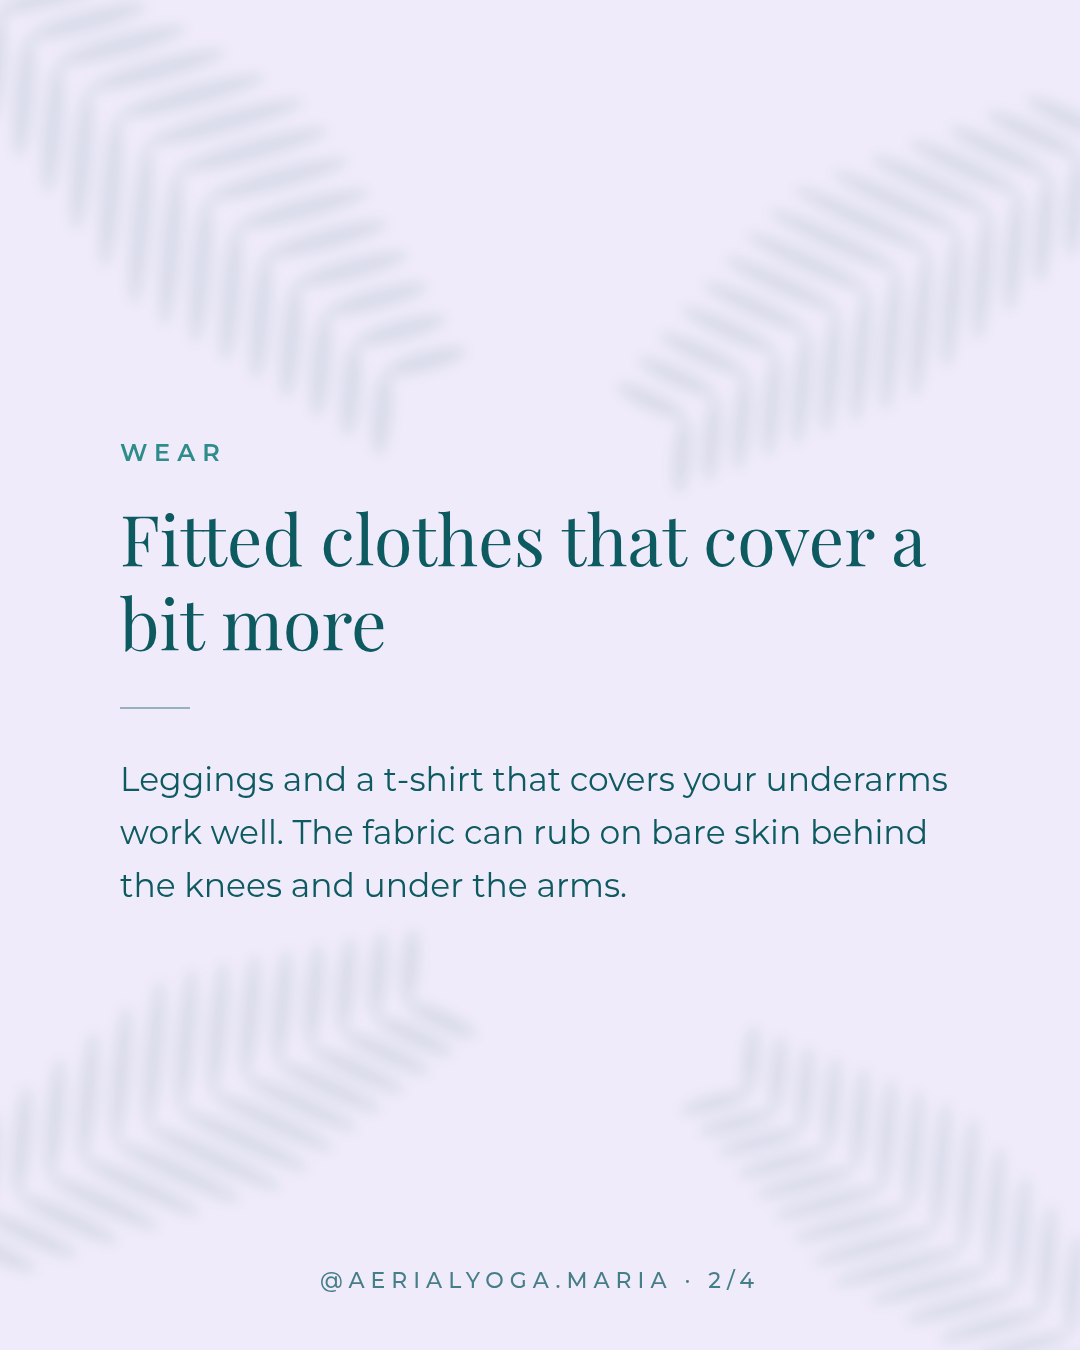 WEAR
Fitted clothes that cover a
bit more
Leggings and a t-shirt that covers your underarms
work well. The fabric can rub on bare skin behind
the knees and under the arms.
@AERIALYOGA.MARIA · 2/4